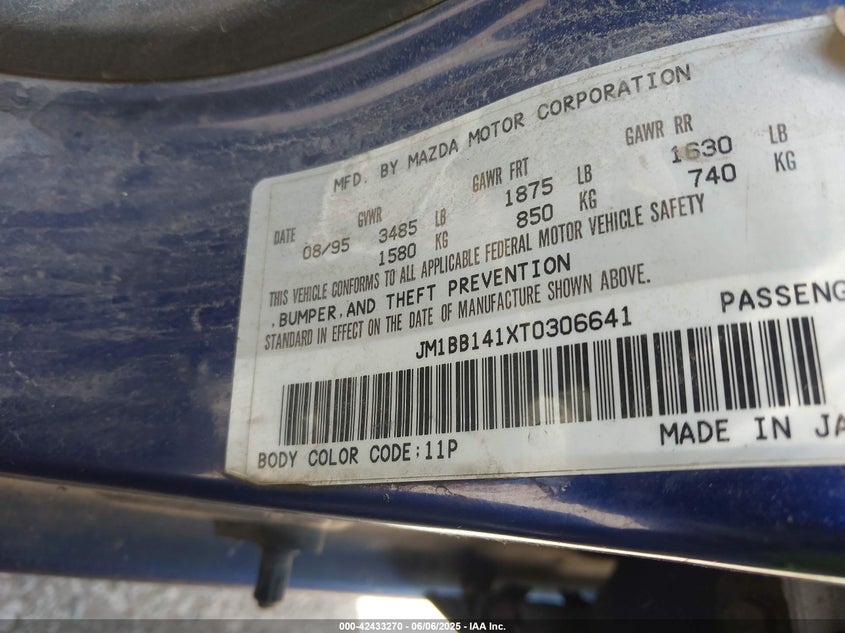 MFD. BY MAZDA MOTOR CORPORATION
DATE GVWR GAWR FRT GAWR RR
08/95 3485 LB 1875 LB 1630 LB
1580 KG 850 KG 740 KG
THIS VEHICLE CONFORMS TO ALL APPLICABLE FEDERAL MOTOR VEHICLE SAFETY
,BUMPER,AND THEFT PREVENTION
STANDARD IN EFFECT ON THE DATE OF MANUFACTURE SHOWN ABOVE.
JM1BB141XT0306641 PASSENG
BODY COLOR CODE:11P MADE IN JA
000-42433270 - 06/06/2025 - IAA Inc.